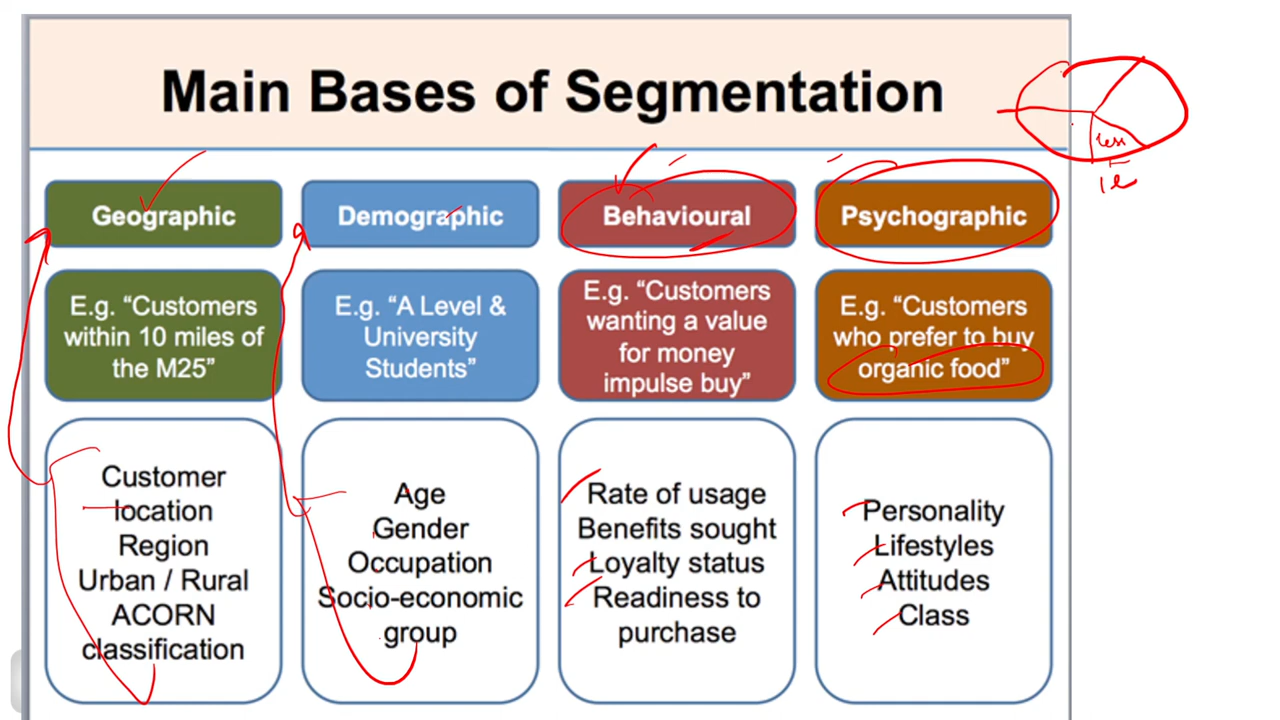 Main Bases of Segmentation
Geographic
E.g. “Customers
within 10 miles of
the M25”
Customer
location
Region
Urban / Rural
ACORN
classification
Demographic
E.g. “A Level &
University
Students”
Age
Gender
Occupation
Socio-economic
group
Behavioural
E.g. “Customers
wanting a value
for money
impulse buy”
Rate of usage
Benefits sought
Loyalty status
Readiness to
purchase
Psychographic
E.g. “Customers
who prefer to buy
organic food”
Personality
Lifestyles
Attitudes
Class